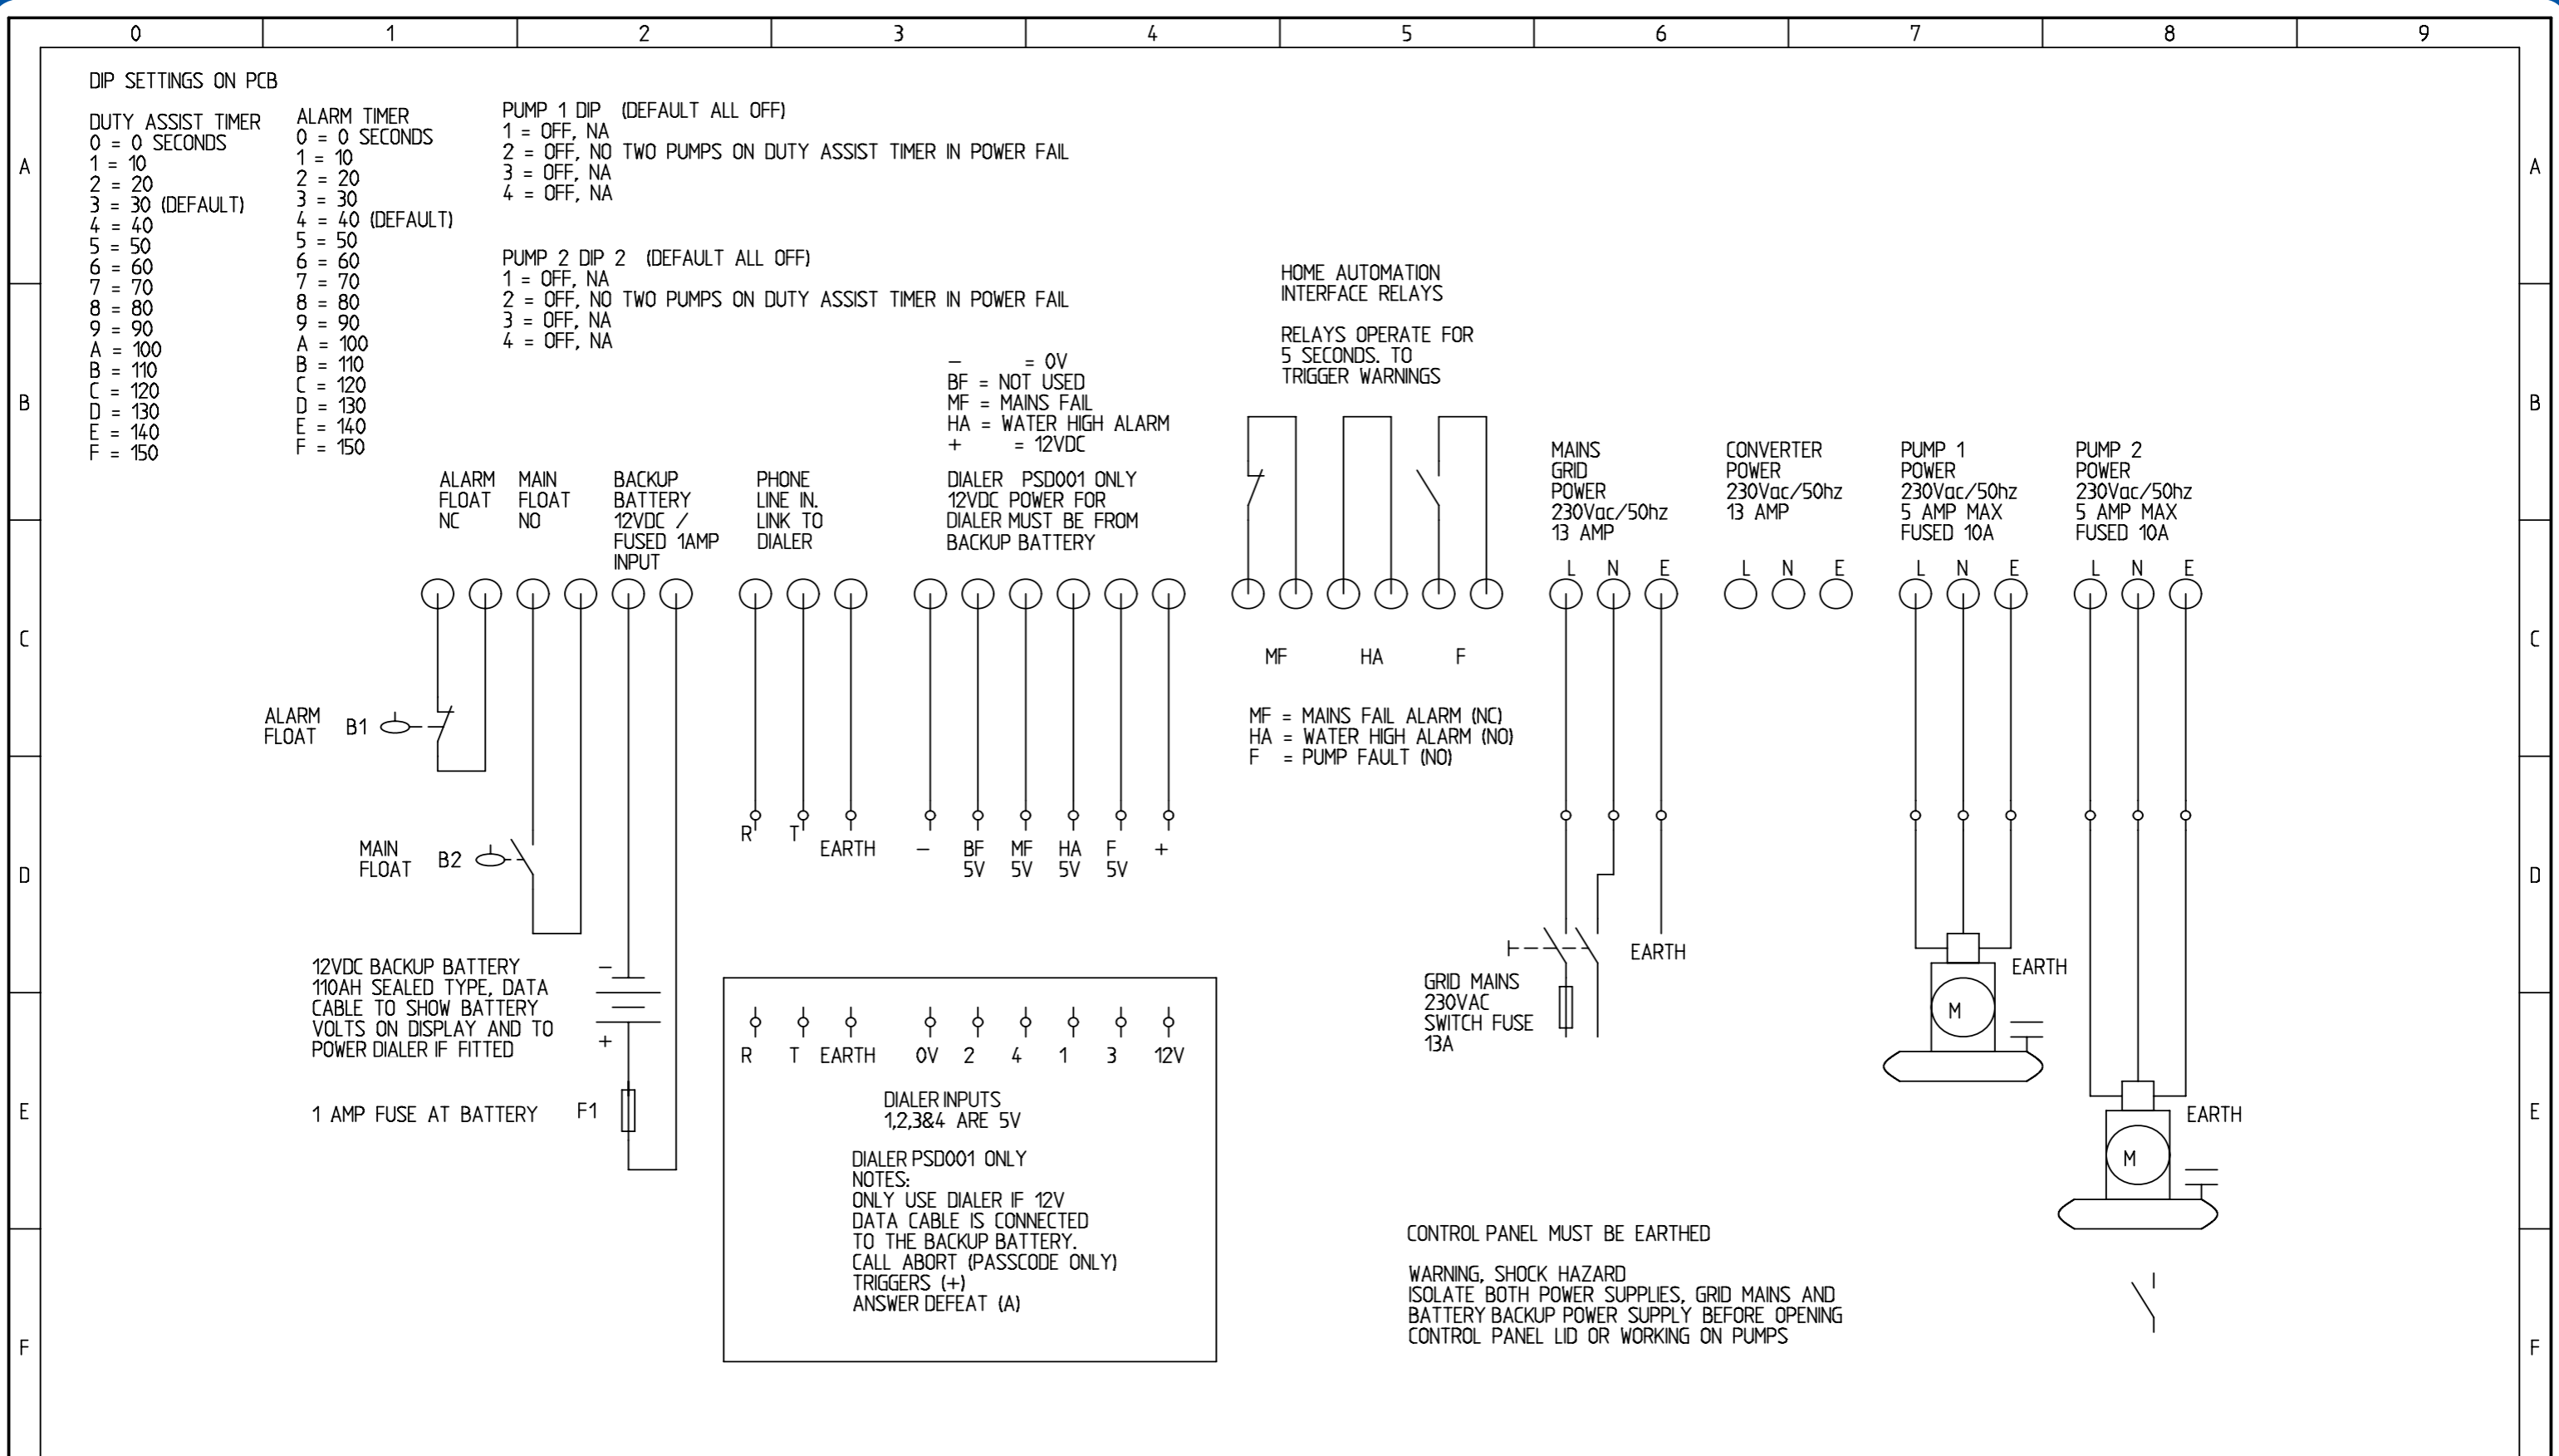 0 1 2 3 4 5 6 7 8 9
A
B
C
D
E
F
A
B
C
D
E
F
DIP SETTINGS ON PCB
DUTY ASSIST TIMER
0 = 0 SECONDS
1 = 10
2 = 20
3 = 30 (DEFAULT)
4 = 40
5 = 50
6 = 60
7 = 70
8 = 80
9 = 90
A = 100
B = 110
C = 120
D = 130
E = 140
F = 150
ALARM TIMER
0 = 0 SECONDS
1 = 10
2 = 20
3 = 30
4 = 40 (DEFAULT)
5 = 50
6 = 60
7 = 70
8 = 80
9 = 90
A = 100
B = 110
C = 120
D = 130
E = 140
F = 150
PUMP 1 DIP (DEFAULT ALL OFF)
1 = OFF, NA
2 = OFF, NO TWO PUMPS ON DUTY ASSIST TIMER IN POWER FAIL
3 = OFF, NA
4 = OFF, NA
PUMP 2 DIP 2 (DEFAULT ALL OFF)
1 = OFF, NA
2 = OFF, NO TWO PUMPS ON DUTY ASSIST TIMER IN POWER FAIL
3 = OFF, NA
4 = OFF, NA
– = 0V
BF = NOT USED
MF = MAINS FAIL
HA = WATER HIGH ALARM
+ = 12VDC
HOME AUTOMATION
INTERFACE RELAYS
RELAYS OPERATE FOR
5 SECONDS. TO
TRIGGER WARNINGS
ALARM
FLOAT
NC
MAIN
FLOAT
NO
BACKUP
BATTERY
12VDC /
FUSED 1AMP
INPUT
PHONE
LINE IN.
LINK TO
DIALER
DIALER PSD001 ONLY
12VDC POWER FOR
DIALER MUST BE FROM
BACKUP BATTERY
MAINS
GRID
POWER
230Vac/50hz
13 AMP
L N E
CONVERTER
POWER
230Vac/50hz
13 AMP
L N E
PUMP 1
POWER
230Vac/50hz
5 AMP MAX
FUSED 10A
L N E
PUMP 2
POWER
230Vac/50hz
5 AMP MAX
FUSED 10A
L N E
MF HA F
MF = MAINS FAIL ALARM (NC)
HA = WATER HIGH ALARM (NO)
F = PUMP FAULT (NO)
ALARM
FLOAT
B1
MAIN
FLOAT
B2
R T EARTH
– BF MF HA F +
5V 5V 5V 5V
12VDC BACKUP BATTERY
110AH SEALED TYPE, DATA
CABLE TO SHOW BATTERY
VOLTS ON DISPLAY AND TO
POWER DIALER IF FITTED
–
+
1 AMP FUSE AT BATTERY
F1
R T EARTH 0V 2 4 1 3 12V
DIALER INPUTS
1,2,3&4 ARE 5V
DIALER PSD001 ONLY
NOTES:
ONLY USE DIALER IF 12V
DATA CABLE IS CONNECTED
TO THE BACKUP BATTERY.
CALL ABORT (PASSCODE ONLY)
TRIGGERS (+)
ANSWER DEFEAT (A)
EARTH
GRID MAINS
230VAC
SWITCH FUSE
13A
EARTH
M
EARTH
M
CONTROL PANEL MUST BE EARTHED
WARNING, SHOCK HAZARD
ISOLATE BOTH POWER SUPPLIES, GRID MAINS AND
BATTERY BACKUP POWER SUPPLY BEFORE OPENING
CONTROL PANEL LID OR WORKING ON PUMPS